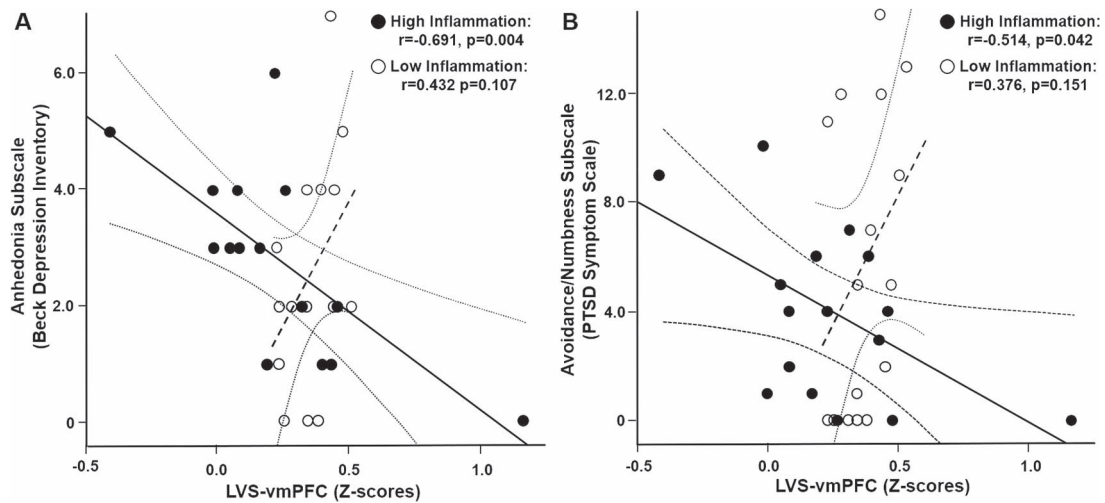 A
High Inflammation:
r=-0.691, p=0.004
Low Inflammation:
r=0.432 p=0.107
Anhedonia Subscale
(Beck Depression Inventory)
6.0
4.0
2.0
0
-0.5
0.0
0.5
1.0
LVS-vmPFC (Z-scores)
B
High Inflammation:
r=-0.514, p=0.042
Low Inflammation:
r=0.376, p=0.151
Avoidance/Numbness Subscale
(PTSD Symptom Scale)
12.0
8.0
4.0
0
-0.5
0.0
0.5
1.0
LVS-vmPFC (Z-scores)